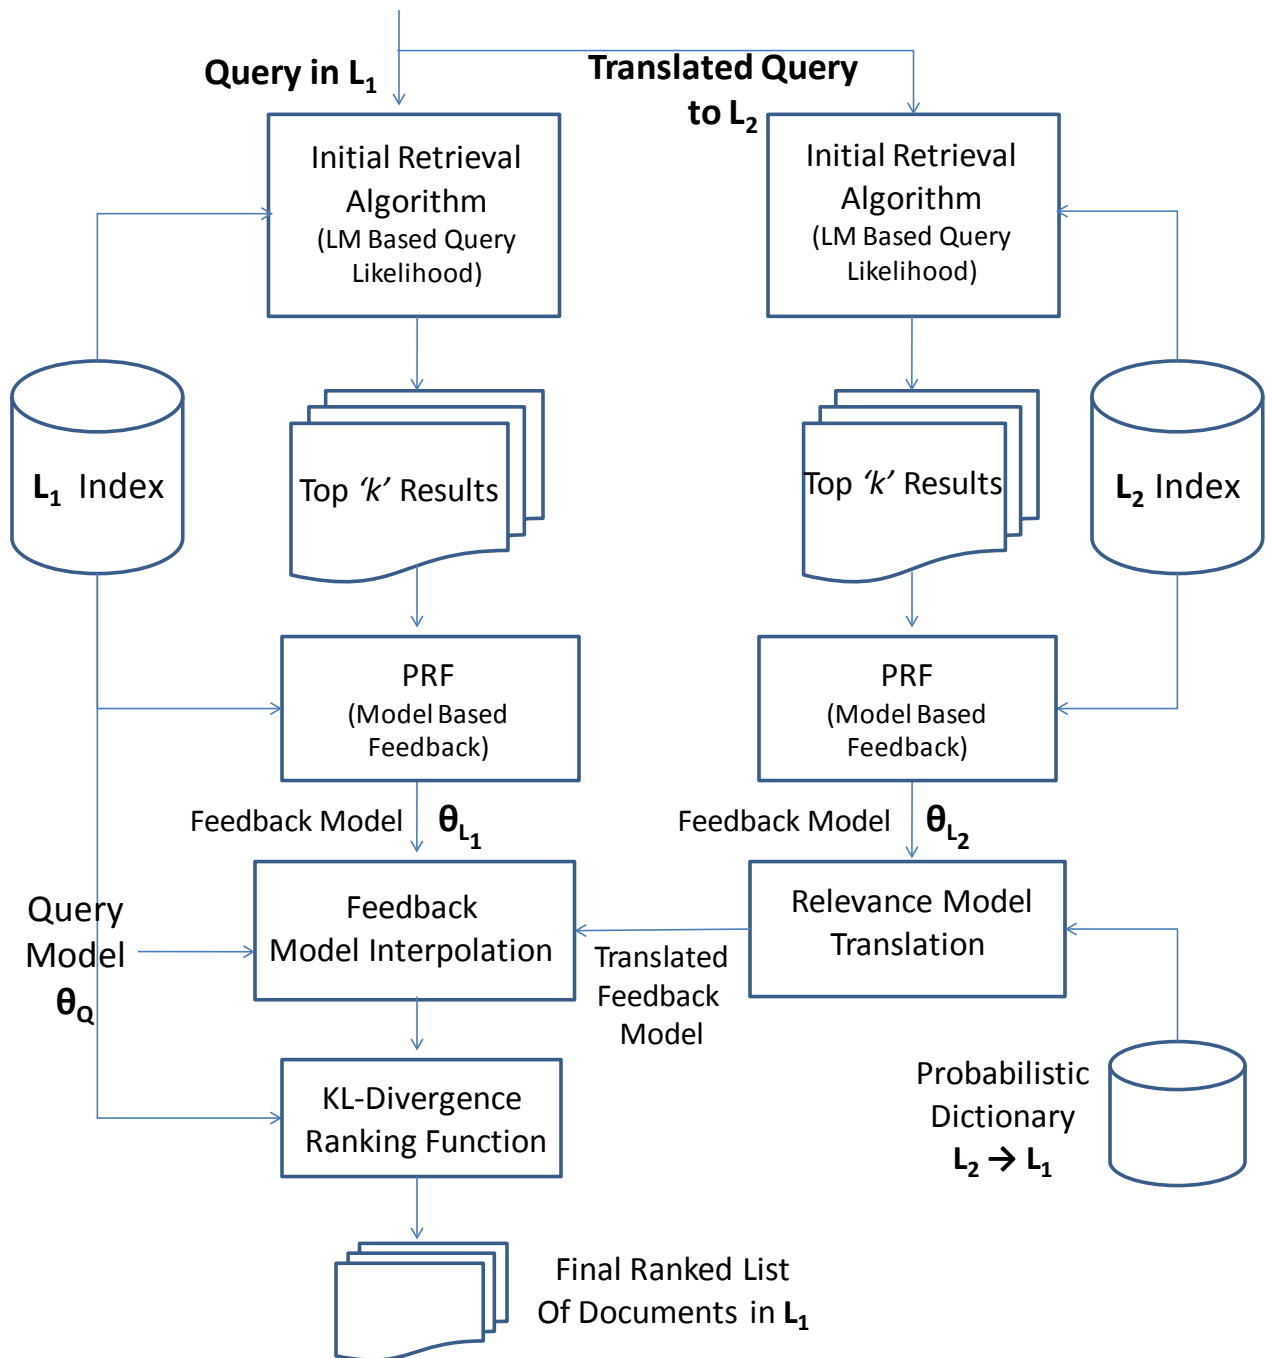 Query in L₁
Translated Query
to L₂
Initial Retrieval
Algorithm
(LM Based Query
Likelihood)
Initial Retrieval
Algorithm
(LM Based Query
Likelihood)
L₁ Index
Top ‘k’ Results
Top ‘k’ Results
L₂ Index
PRF
(Model Based
Feedback)
PRF
(Model Based
Feedback)
Feedback Model θL₁
Feedback Model θL₂
Query
Model
θQ
Feedback
Model Interpolation
Translated
Feedback
Model
Relevance Model
Translation
KL-Divergence
Ranking Function
Probabilistic
Dictionary
L₂ → L₁
Final Ranked List
Of Documents in L₁